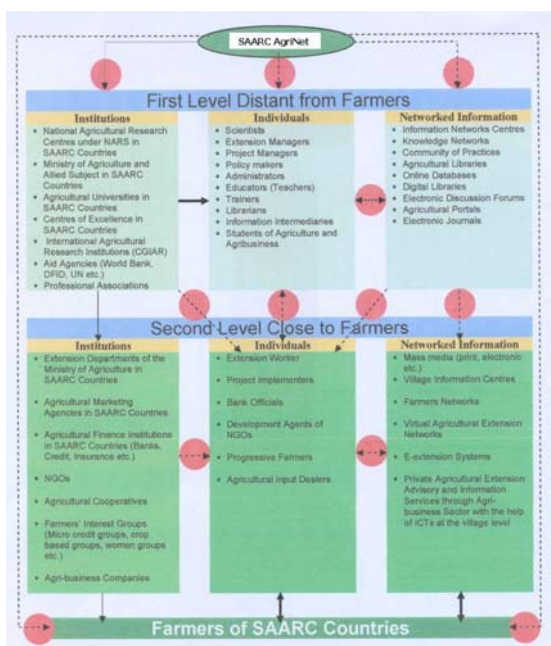 SAARC AgriNet
First Level Distant from Farmers
Institutions
• National Agricultural Research
Centres under NARS in
SAARC Countries
• Ministry of Agriculture and
Allied Subject in SAARC
Countries
• Agricultural Universities in
SAARC Countries
• Centres of Excellence in
SAARC Countries
• International Agricultural
Research Institutions (CGIAR)
• Aid Agencies (World Bank,
DFID, UN etc.)
• Professional Associations
Individuals
• Scientists
• Extension Managers
• Project Managers
• Policy makers
• Administrators
• Educators (Teachers)
• Trainers
• Librarians
• Information Intermediaries
• Students of Agriculture and
Agribusiness
Networked Information
• Information Networks Centres
• Knowledge Networks
• Community of Practices
• Agricultural Libraries
• Online Databases
• Digital Libraries
• Electronic Discussion Forums
• Agricultural Portals
• Electronic Journals
Second Level Close to Farmers
Institutions
• Extension Departments of the
Ministry of Agriculture in
SAARC Countries
• Agricultural Marketing
Agencies in SAARC Countries
• Agricultural Finance Institutions
in SAARC Countries (Banks,
Credit, Insurance etc.)
• NGOs
• Agricultural Cooperatives
• Farmers' Interest Groups
(Micro credit groups, crop
based groups, women groups
etc.)
• Agri-business Companies
Individuals
• Extension Worker
• Project Implementers
• Bank Officials
• Development Agents of
NGOs
• Progressive Farmers
• Agricultural Input Dealers
Networked Information
• Mass media (print, electronic
etc.)
• Village Information Centres
• Farmers Networks
• Virtual Agricultural Extension
Networks
• E-extension Systems
• Private Agricultural Extension
Advisory and Information
Services through Agri-
business Sector with the help
of ICTs at the village level
Farmers of SAARC Countries